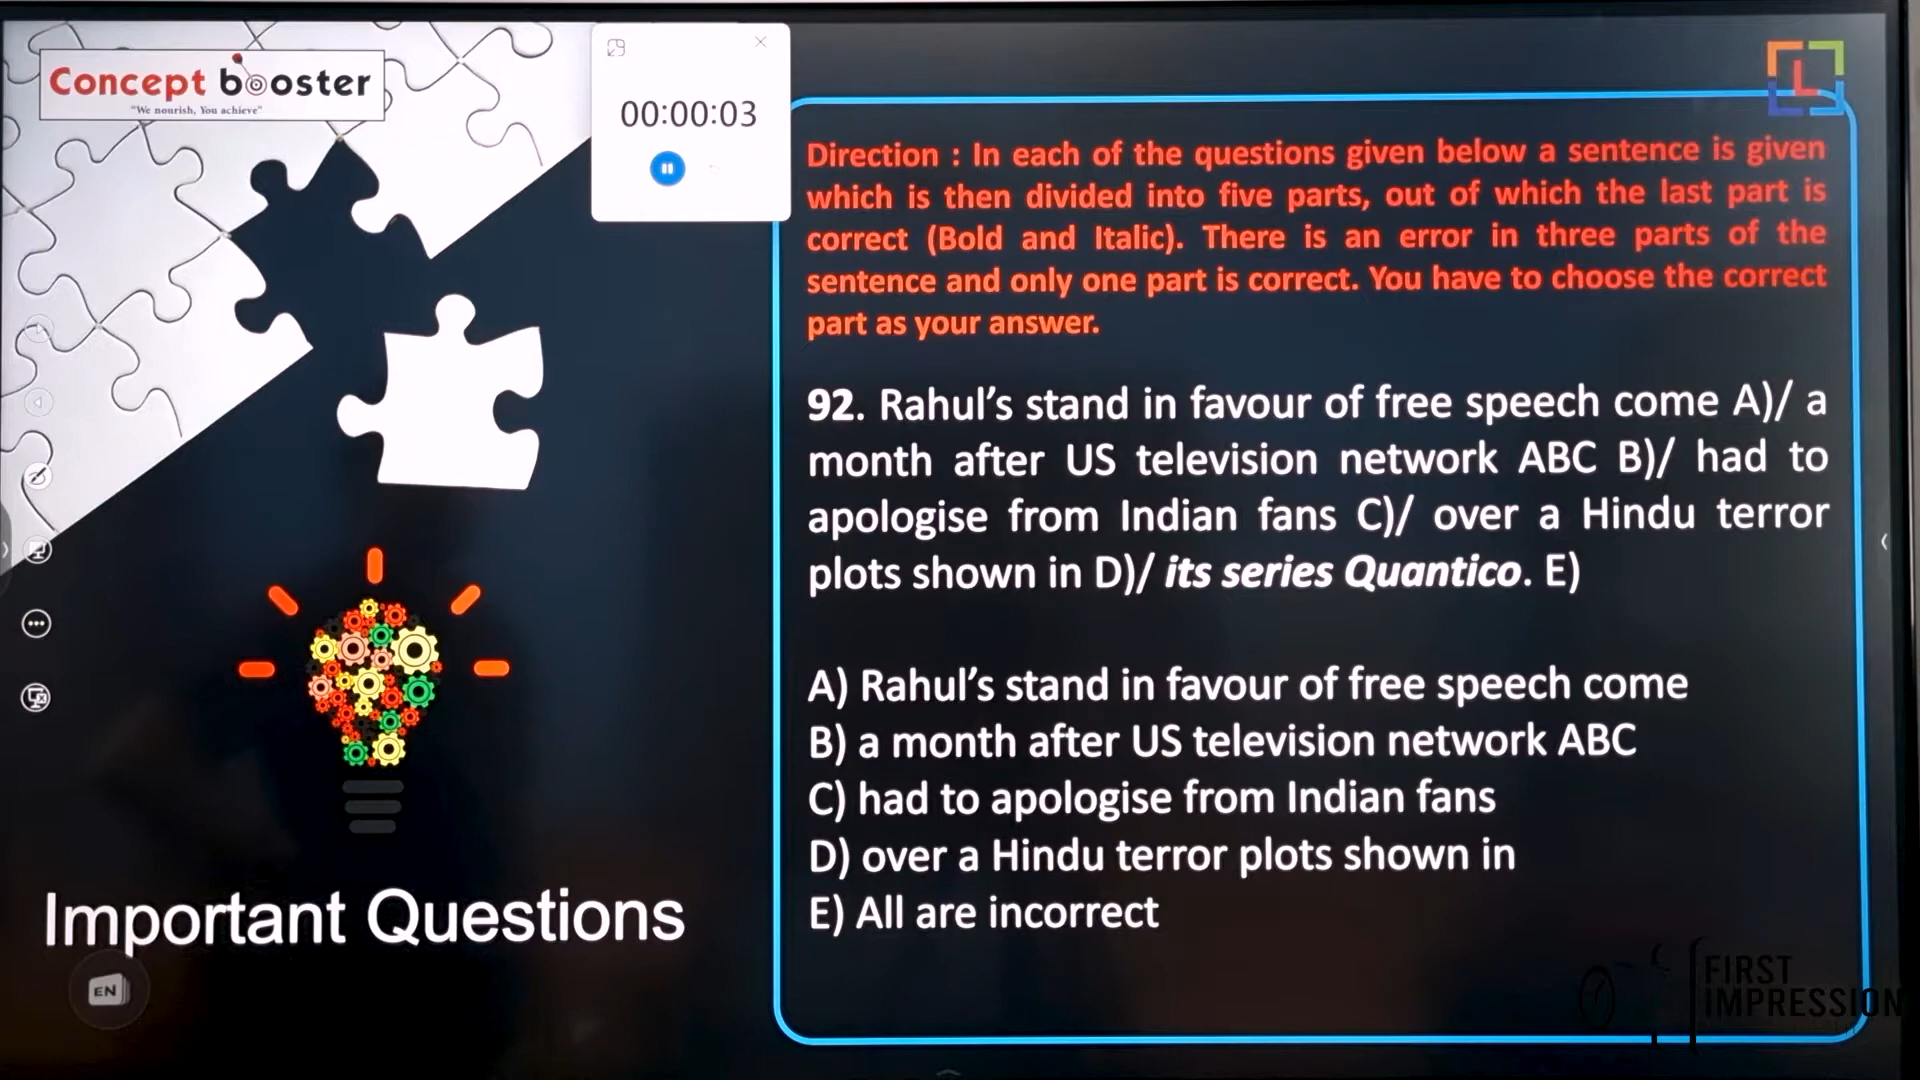 Concept booster
"We nourish, You achieve"
00:00:03
L
Direction : In each of the questions given below a sentence is given
which is then divided into five parts, out of which the last part is
correct (Bold and Italic). There is an error in three parts of the
sentence and only one part is correct. You have to choose the correct
part as your answer.
92. Rahul's stand in favour of free speech come A)/ a
month after US television network ABC B)/ had to
apologise from Indian fans C)/ over a Hindu terror
plots shown in D)/ its series Quantico. E)
A) Rahul's stand in favour of free speech come
B) a month after US television network ABC
C) had to apologise from Indian fans
D) over a Hindu terror plots shown in
E) All are incorrect
Important Questions
EN
FIRST
IMPRESSION